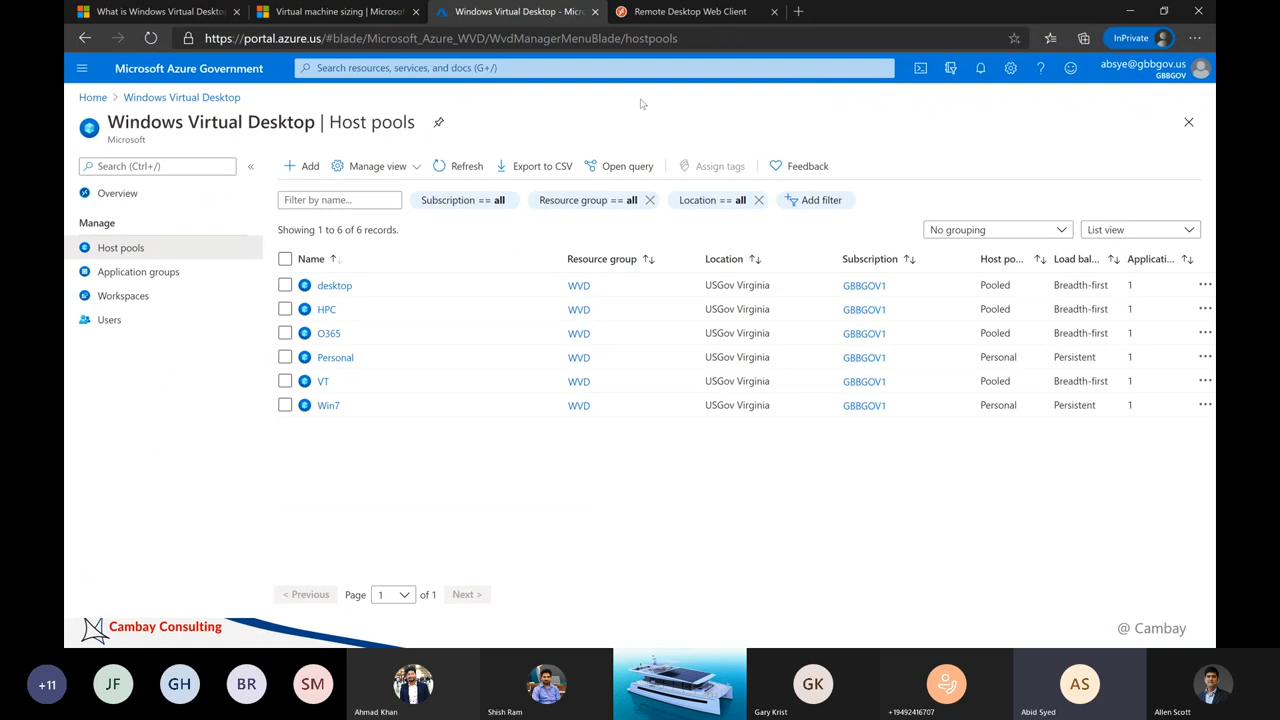 What is Windows Virtual Desktop
Virtual machine sizing | Microsof
Windows Virtual Desktop - Micr
Remote Desktop Web Client
https://portal.azure.us/#blade/Microsoft_Azure_WVD/WvdManagerMenuBlade/hostpools
InPrivate
Microsoft Azure Government
Search resources, services, and docs (G+/)
absye@gbbgov.us
GBBGOV
Home > Windows Virtual Desktop
Windows Virtual Desktop | Host pools
Microsoft
Search (Ctrl+/)
«
Add
Manage view
Refresh
Export to CSV
Open query
Assign tags
Feedback
Overview
Manage
Host pools
Application groups
Workspaces
Users
Filter by name...
Subscription == all
Resource group == all
Location == all
Add filter
Showing 1 to 6 of 6 records.
No grouping
List view
Name Resource group Location Subscription Host po... Load bal... Applicati...
desktop WVD USGov Virginia GBBGOV1 Pooled Breadth-first 1 ...
HPC WVD USGov Virginia GBBGOV1 Pooled Breadth-first 1 ...
O365 WVD USGov Virginia GBBGOV1 Pooled Breadth-first 1 ...
Personal WVD USGov Virginia GBBGOV1 Personal Persistent 1 ...
VT WVD USGov Virginia GBBGOV1 Pooled Breadth-first 1 ...
Win7 WVD USGov Virginia GBBGOV1 Personal Persistent 1 ...
< Previous Page 1 of 1 Next >
Cambay Consulting
@ Cambay
+11
JF
GH
BR
SM
Ahmad Khan
Shish Ram
GK
Gary Krist
+19492416707
AS
Abid Syed
Allen Scott